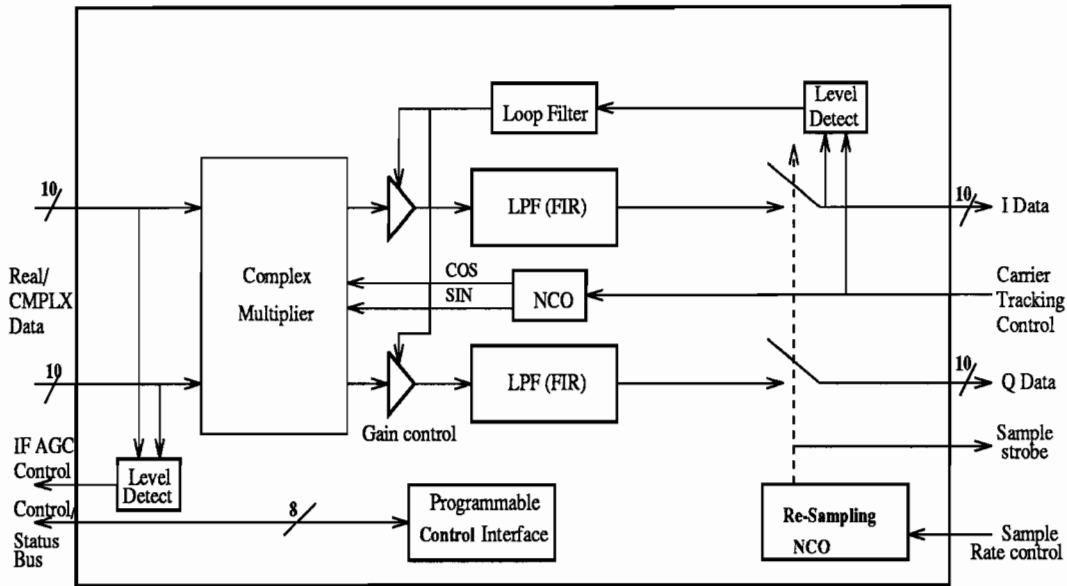 Level
Detect
Loop Filter
10
LPF (FIR)
10
I Data
Real/
CMPLX
Data
Complex
Multiplier
COS
SIN
NCO
Carrier
Tracking
Control
10
LPF (FIR)
10
Q Data
Gain control
IF AGC
Control
Level
Detect
Sample
strobe
Control/
Status
Bus
8
Programmable
Control Interface
Re-Sampling
NCO
Sample
Rate control